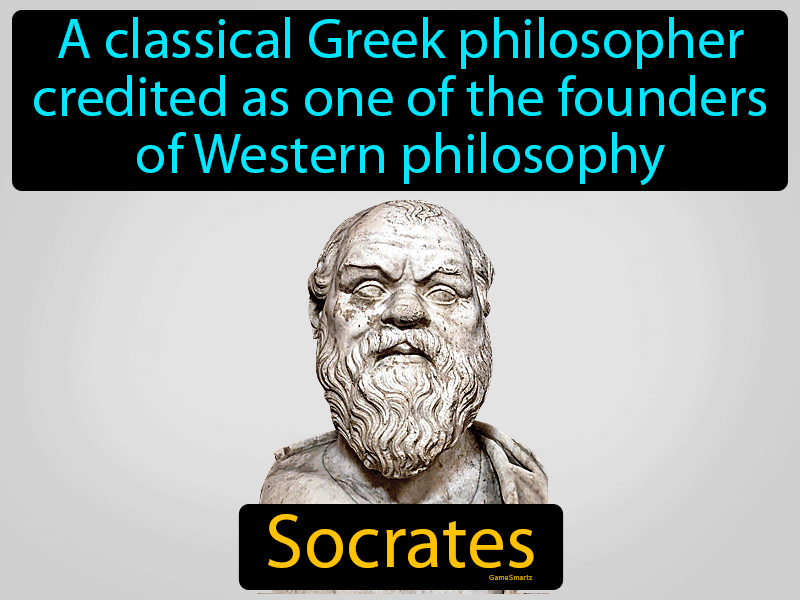 A classical Greek philosopher
credited as one of the founders
of Western philosophy
Socrates
GameSmartz